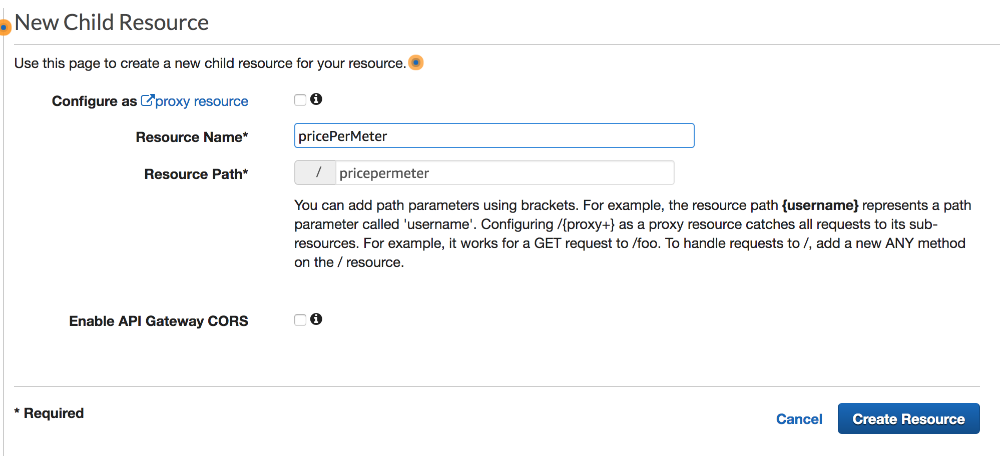 New Child Resource
Use this page to create a new child resource for your resource.
Configure as proxy resource
Resource Name* pricePerMeter
Resource Path* / pricepermeter
You can add path parameters using brackets. For example, the resource path {username} represents a path
parameter called 'username'. Configuring /{proxy+} as a proxy resource catches all requests to its sub-
resources. For example, it works for a GET request to /foo. To handle requests to /, add a new ANY method
on the / resource.
Enable API Gateway CORS
* Required
Cancel Create Resource